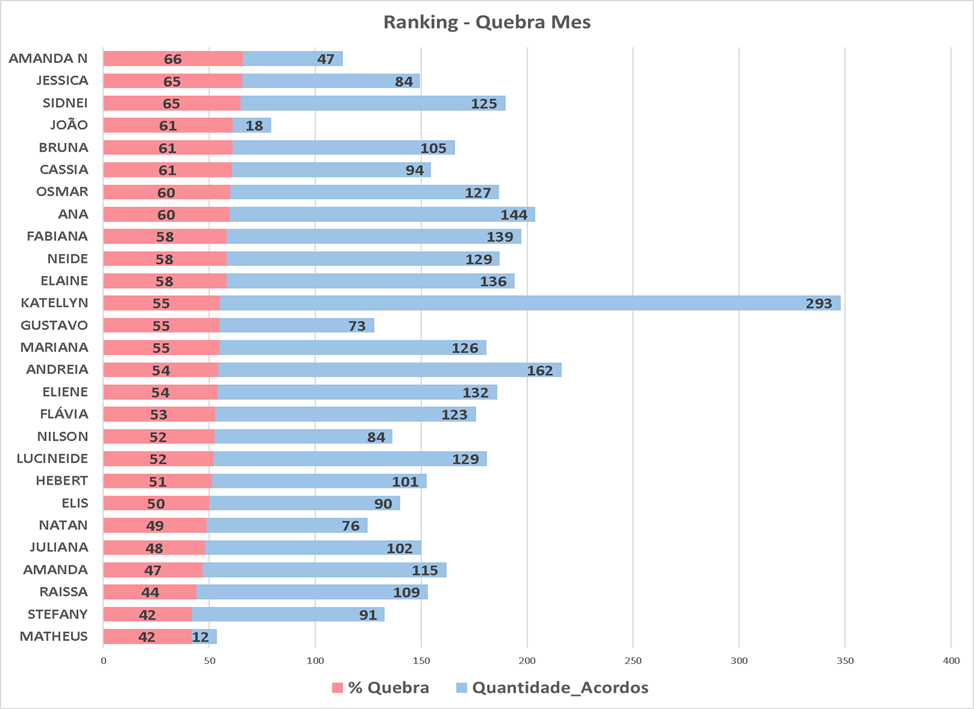 Ranking - Quebra Mes
AMANDA N 66 47
JESSICA 65 84
SIDNEI 65 125
JOÃO 61 18
BRUNA 61 105
CASSIA 61 94
OSMAR 60 127
ANA 60 144
FABIANA 58 139
NEIDE 58 129
ELAINE 58 136
KATELLYN 55 293
GUSTAVO 55 73
MARIANA 55 126
ANDREIA 54 162
ELIENE 54 132
FLÁVIA 53 123
NILSON 52 84
LUCINEIDE 52 129
HEBERT 51 101
ELIS 50 90
NATAN 49 76
JULIANA 48 102
AMANDA 47 115
RAISSA 44 109
STEFANY 42 91
MATHEUS 42 12
0 50 100 150 200 250 300 350 400
% Quebra Quantidade_Acordos